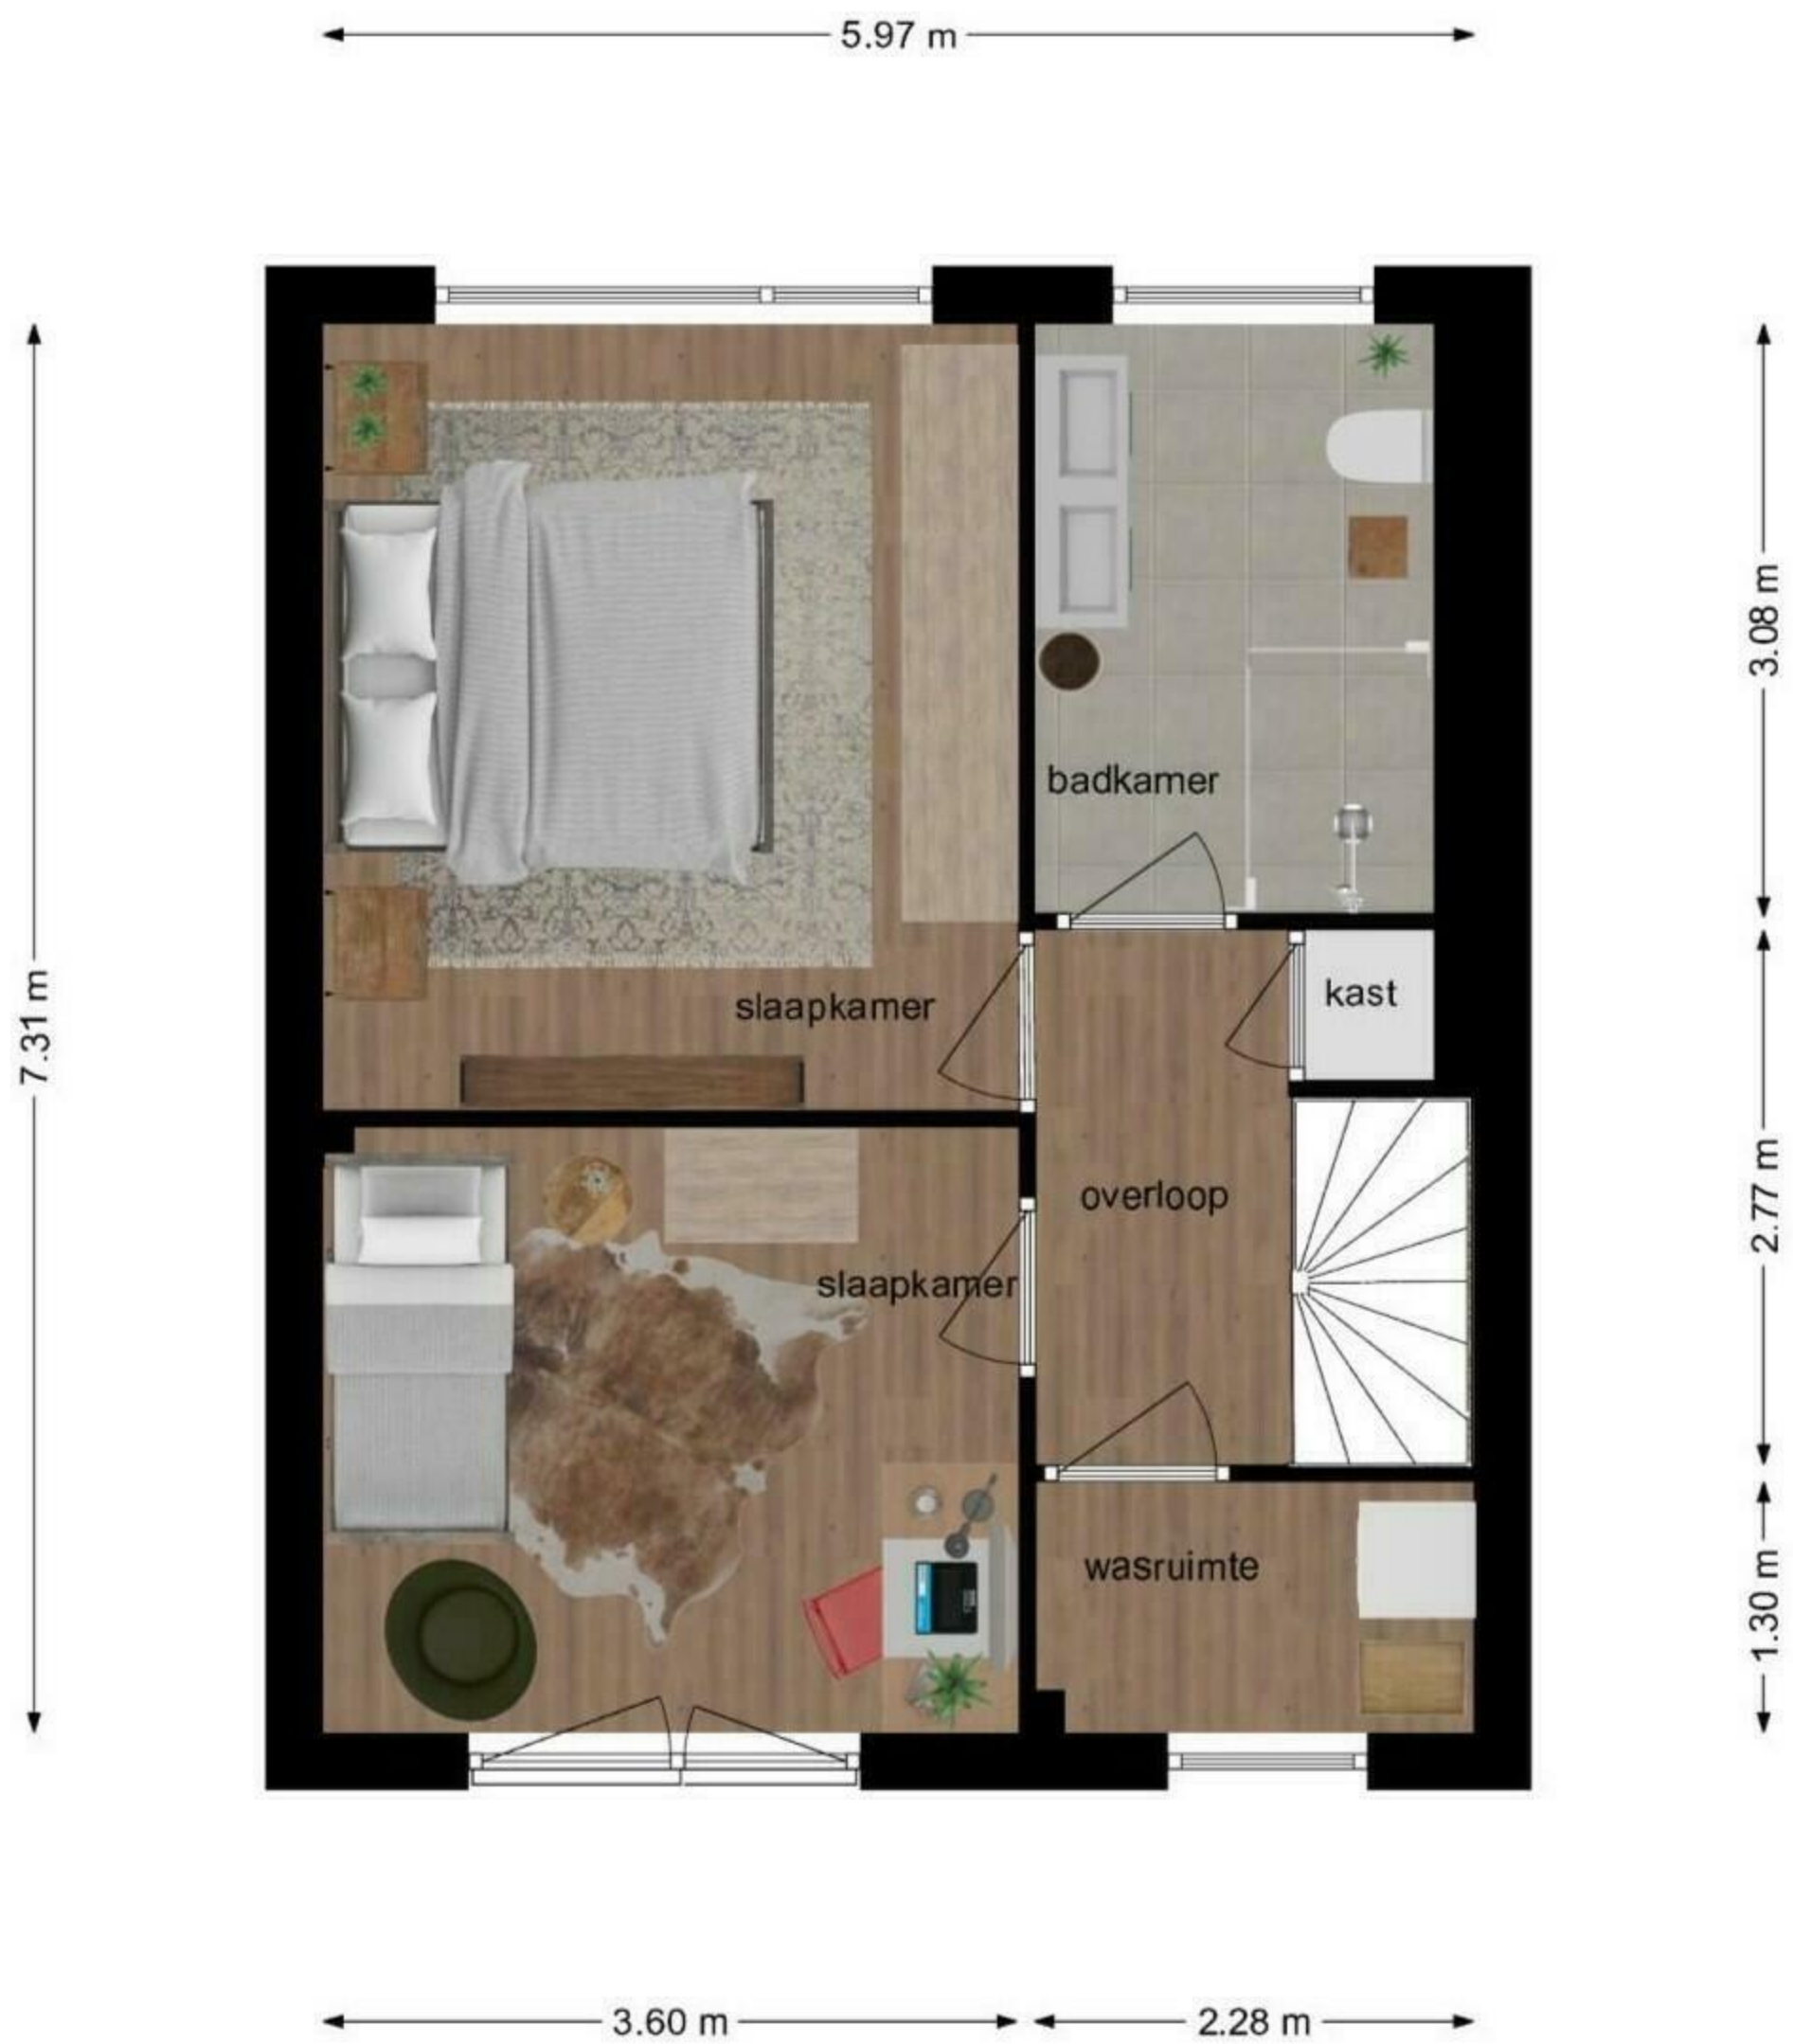 5.97 m
3.08 m
badkamer
7.31 m
slaapkamer
kast
2.77 m
overloop
slaapkamer
wasruimte
1.30 m
3.60 m
2.28 m